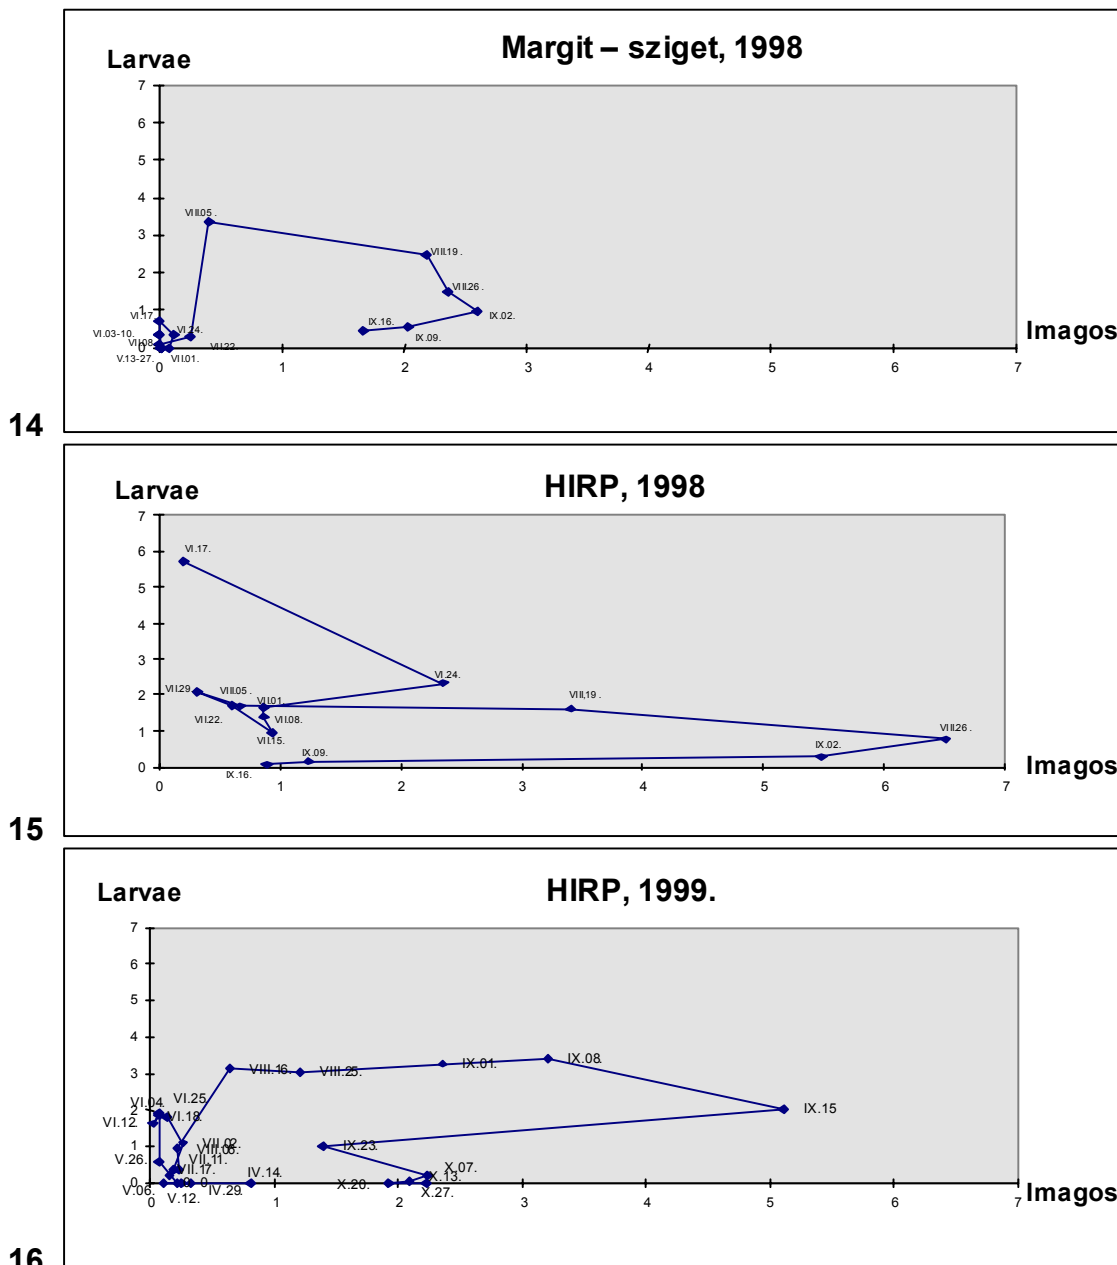 Margit – sziget, 1998
Larvae
7
6
5
4
VIII.05.
3
VIII.19.
2
VIII.26.
1
VI.17.
IX.02.
IX.16.
VI.03-10.
VI.24.
Imagos
VII.08.
VII.22.
IX.09.
0
V.13-27.
VII.01.
0 1 2 3 4 5 6 7
14
HIRP, 1998
Larvae
7
VI.17.
6
5
4
3
VI.24.
2
VII.29.
VIII.05.
VII.01.
VIII,19.
VII.22.
VII.08.
VIII.26.
1
VII.15.
IX.09.
IX.02.
0
IX.16.
Imagos
0 1 2 3 4 5 6 7
15
HIRP, 1999.
Larvae
7
6
5
4
IX.01.
IX.08.
3
VIII.16.
VIII.25.
VI.04.
VI.25.
2
IX.15
VI.12.
VI.18.
1
VII.02.
VIII.05.
IX.23.
V.26.
VII.11.
VII.17.
IV.14.
X.07.
X.13.
0
V.06.
V.12.
IV.29.
X.20.
X.27.
Imagos
0 1 2 3 4 5 6 7
16